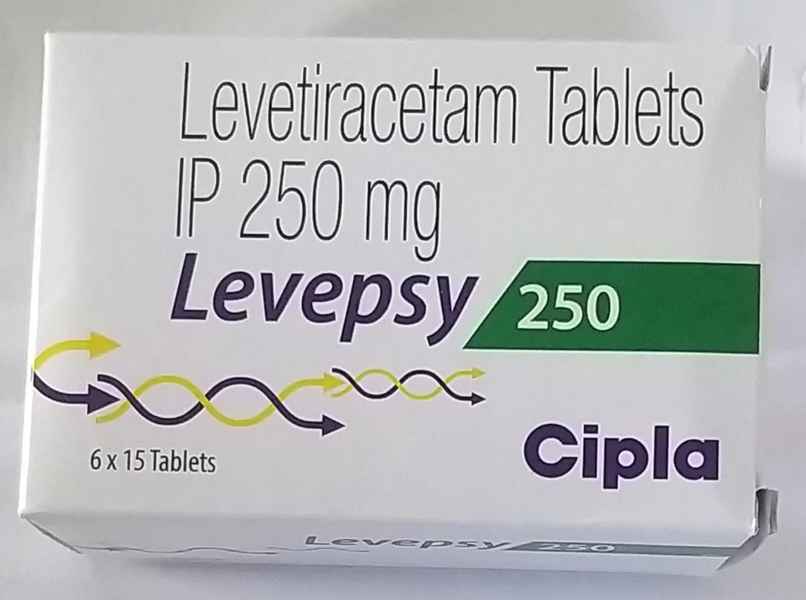 Levetiracetam Tablets
IP 250 mg
Levepsy 250
6 x 15 Tablets
Cipla
Levepsy 250